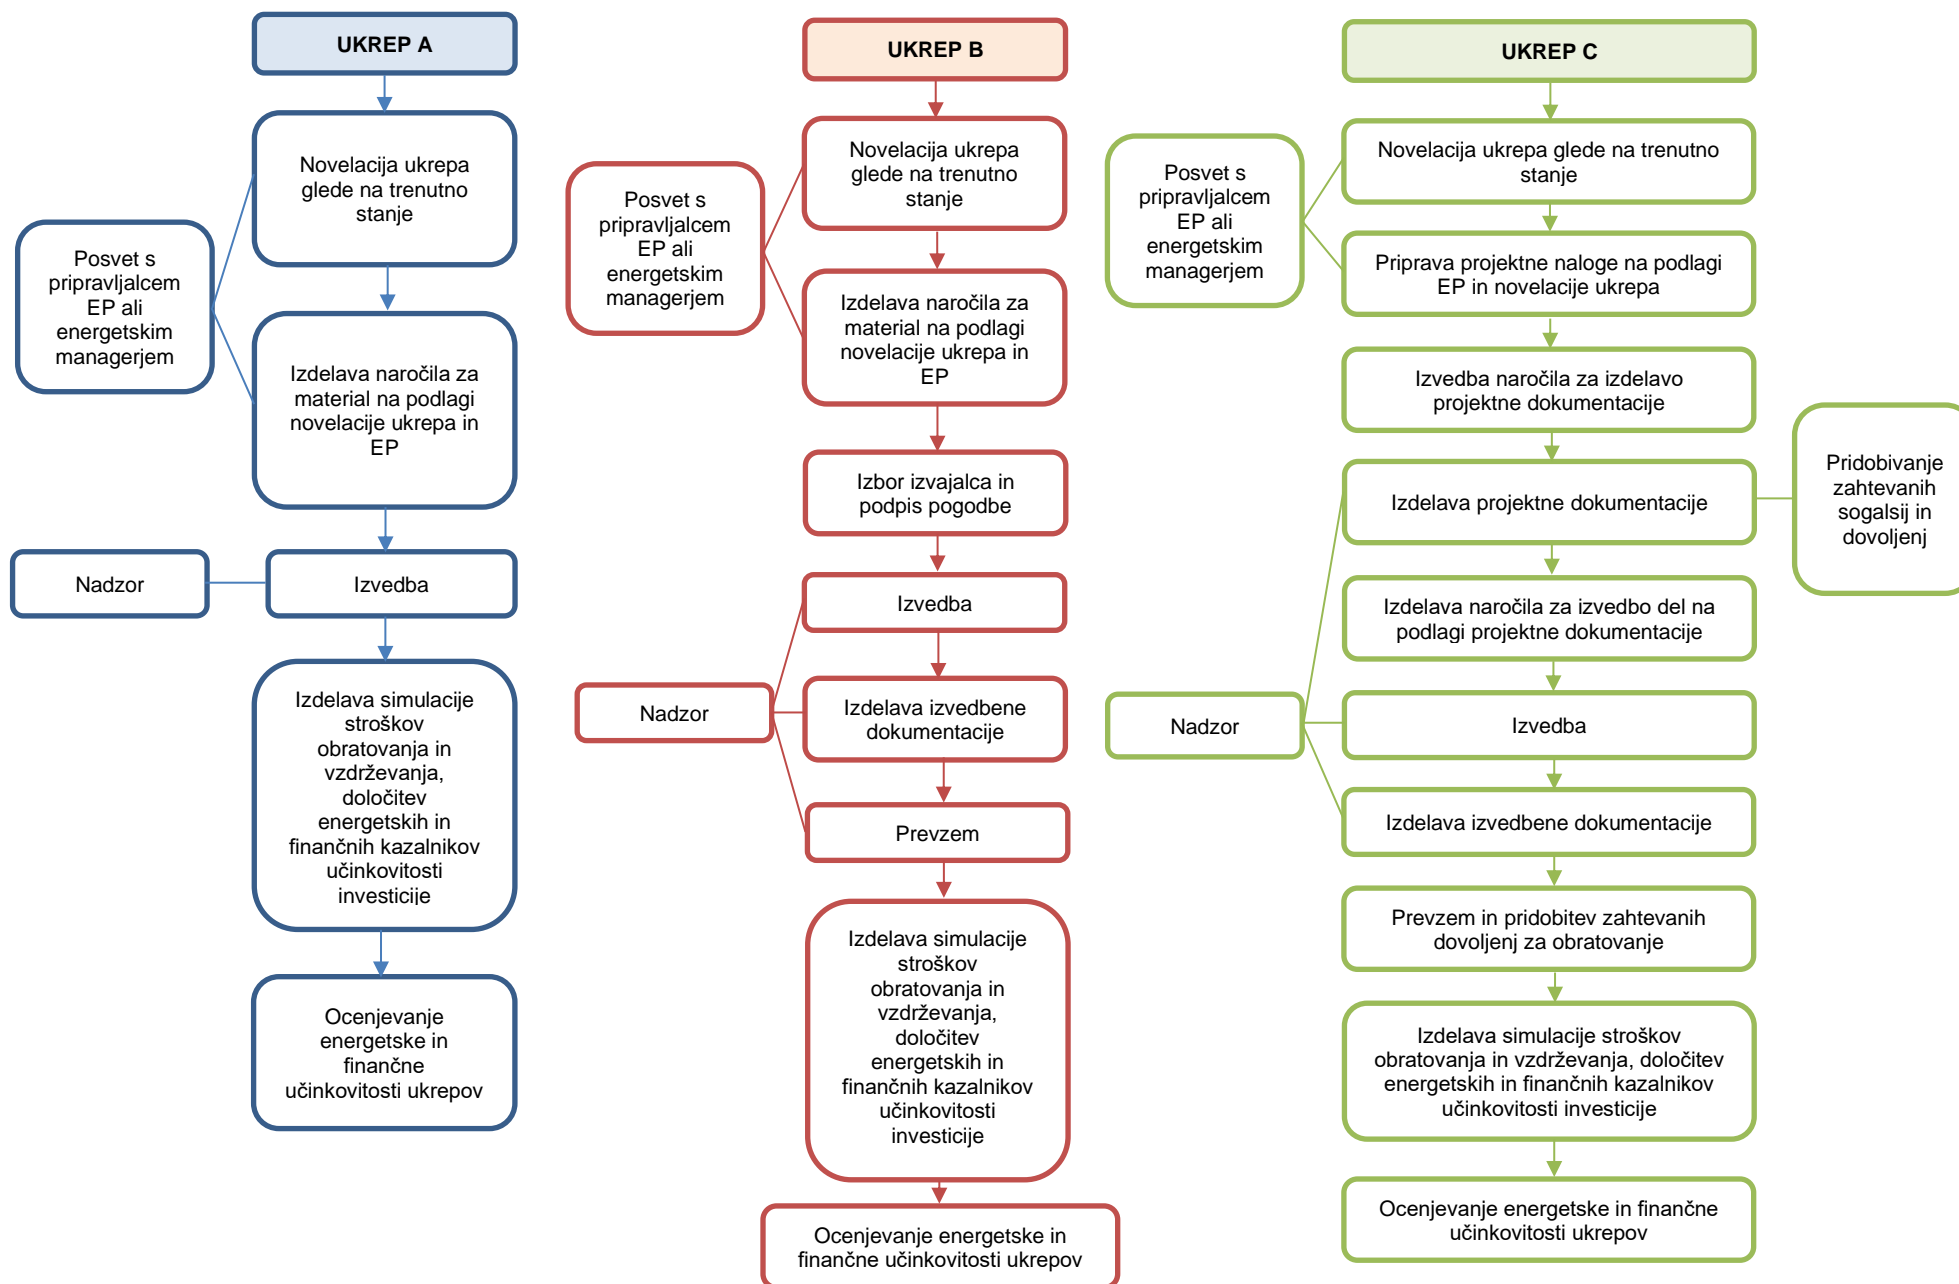 UKREP A
Novelacija ukrepa
glede na trenutno
stanje
Posvet s
pripravljalcem
EP ali
energetskim
managerjem
Izdelava naročila za
material na podlagi
novelacije ukrepa in
EP
Nadzor
Izvedba
Izdelava simulacije
stroškov
obratovanja in
vzdrževanja,
določitev
energetskih in
finančnih kazalnikov
učinkovitosti
investicije
Ocenjevanje
energetske in
finančne
učinkovitosti ukrepov
UKREP B
Novelacija ukrepa
glede na trenutno
stanje
Posvet s
pripravljalcem
EP ali
energetskim
managerjem
Izdelava naročila za
material na podlagi
novelacije ukrepa in
EP
Izbor izvajalca in
podpis pogodbe
Izvedba
Nadzor
Izdelava izvedbene
dokumentacije
Prevzem
Izdelava simulacije
stroškov
obratovanja in
vzdrževanja,
določitev
energetskih in
finančnih kazalnikov
učinkovitosti
investicije
Ocenjevanje energetske in
finančne učinkovitosti ukrepov
UKREP C
Novelacija ukrepa glede na trenutno
stanje
Posvet s
pripravljalcem
EP ali
energetskim
managerjem
Priprava projektne naloge na podlagi
EP in novelacije ukrepa
Izvedba naročila za izdelavo
projektne dokumentacije
Izdelava projektne dokumentacije
Pridobivanje
zahtevanih
sogalsij in
dovoljenj
Izdelava naročila za izvedbo del na
podlagi projektne dokumentacije
Nadzor
Izvedba
Izdelava izvedbene dokumentacije
Prevzem in pridobitev zahtevanih
dovoljenj za obratovanje
Izdelava simulacije stroškov
obratovanja in vzdrževanja, določitev
energetskih in finančnih kazalnikov
učinkovitosti investicije
Ocenjevanje energetske in finančne
učinkovitosti ukrepov